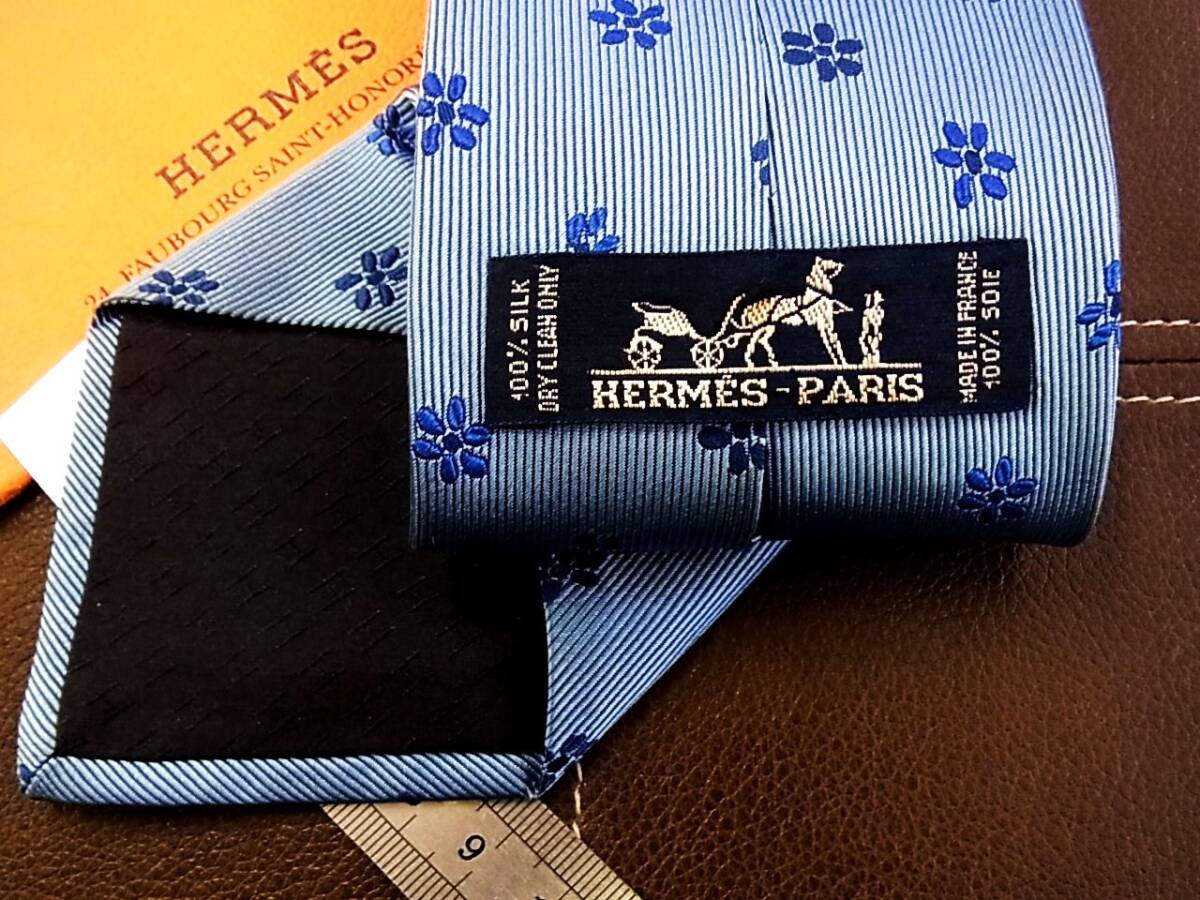 HERMÈS
24, FAUBOURG SAINT-HONORÉ
100% SILK
DRY CLEAN ONLY
HERMÈS-PARIS
MADE IN FRANCE
100% SOIE
9